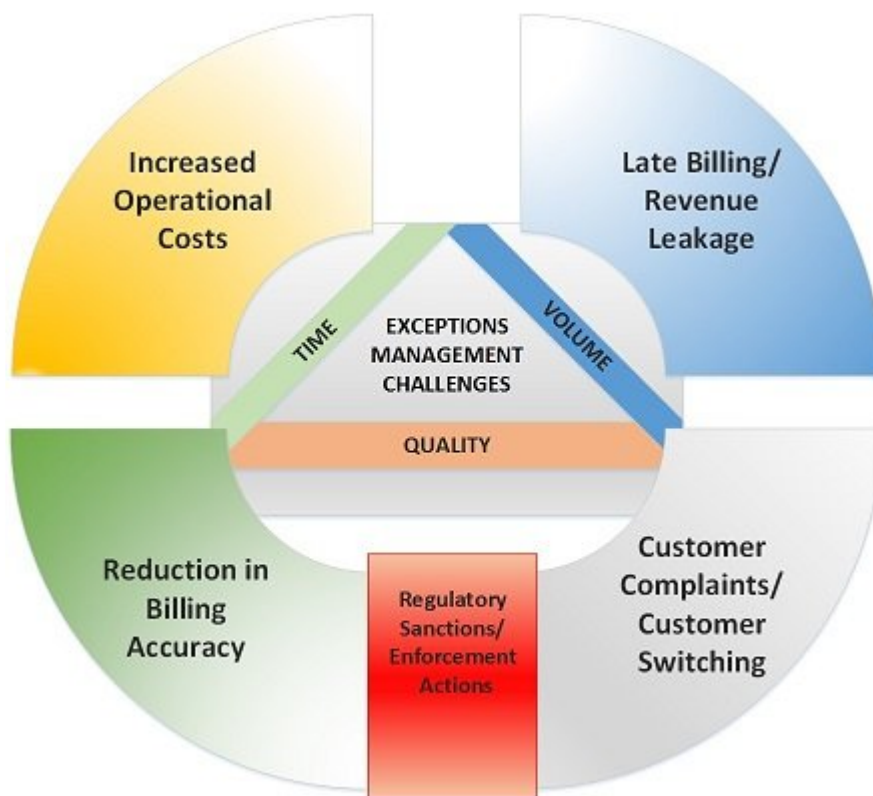 Increased
Operational
Costs
Late Billing/
Revenue
Leakage
TIME
VOLUME
EXCEPTIONS
MANAGEMENT
CHALLENGES
QUALITY
Reduction in
Billing
Accuracy
Regulatory
Sanctions/
Enforcement
Actions
Customer
Complaints/
Customer
Switching